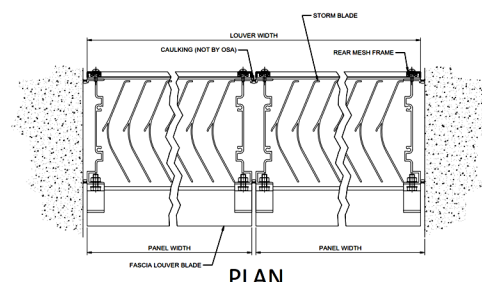 LOUVER WIDTH
STORM BLADE
CAULKING (NOT BY OSA)
REAR MESH FRAME
PANEL WIDTH
PANEL WIDTH
FASCIA LOUVER BLADE
PLAN